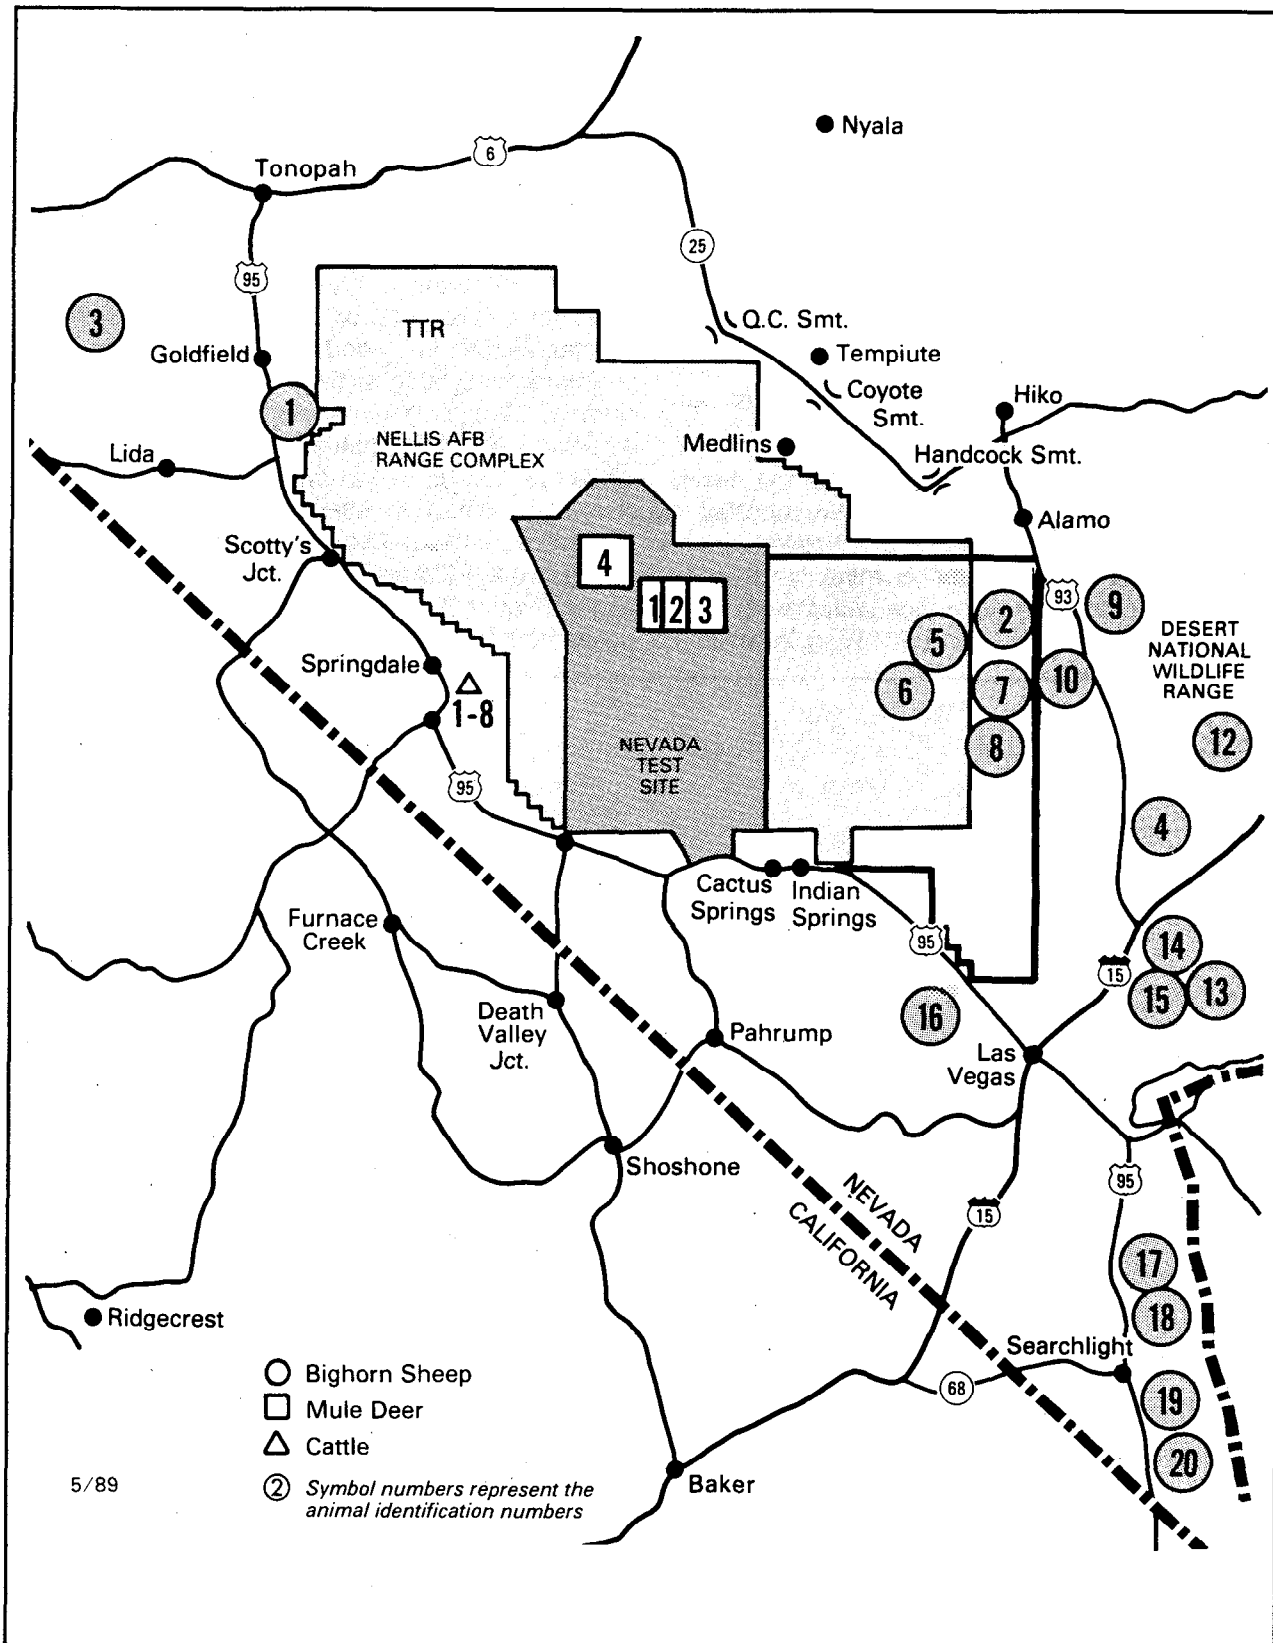 Nyala
6
Tonopah
25
95
3
TTR
Q.C. Smt.
Goldfield
Tempiute
Coyote
Smt.
Hiko
1
NELLIS AFB
RANGE COMPLEX
Medlins
Lida
Handcock Smt.
Alamo
Scotty's
Jct.
4
1 2 3
93
9
2
5
DESERT
NATIONAL
WILDLIFE
RANGE
Springdale
10
7
6
1-8
12
8
NEVADA
TEST
SITE
95
4
Cactus
Springs
Indian
Springs
Furnace
Creek
95
14
15
13
15
16
Death
Valley
Jct.
Pahrump
Las
Vegas
Shoshone
95
NEVADA
CALIFORNIA
15
17
18
Ridgecrest
Searchlight
Bighorn Sheep
68
19
Mule Deer
Cattle
20
5/89
2 Symbol numbers represent the
animal identification numbers
Baker